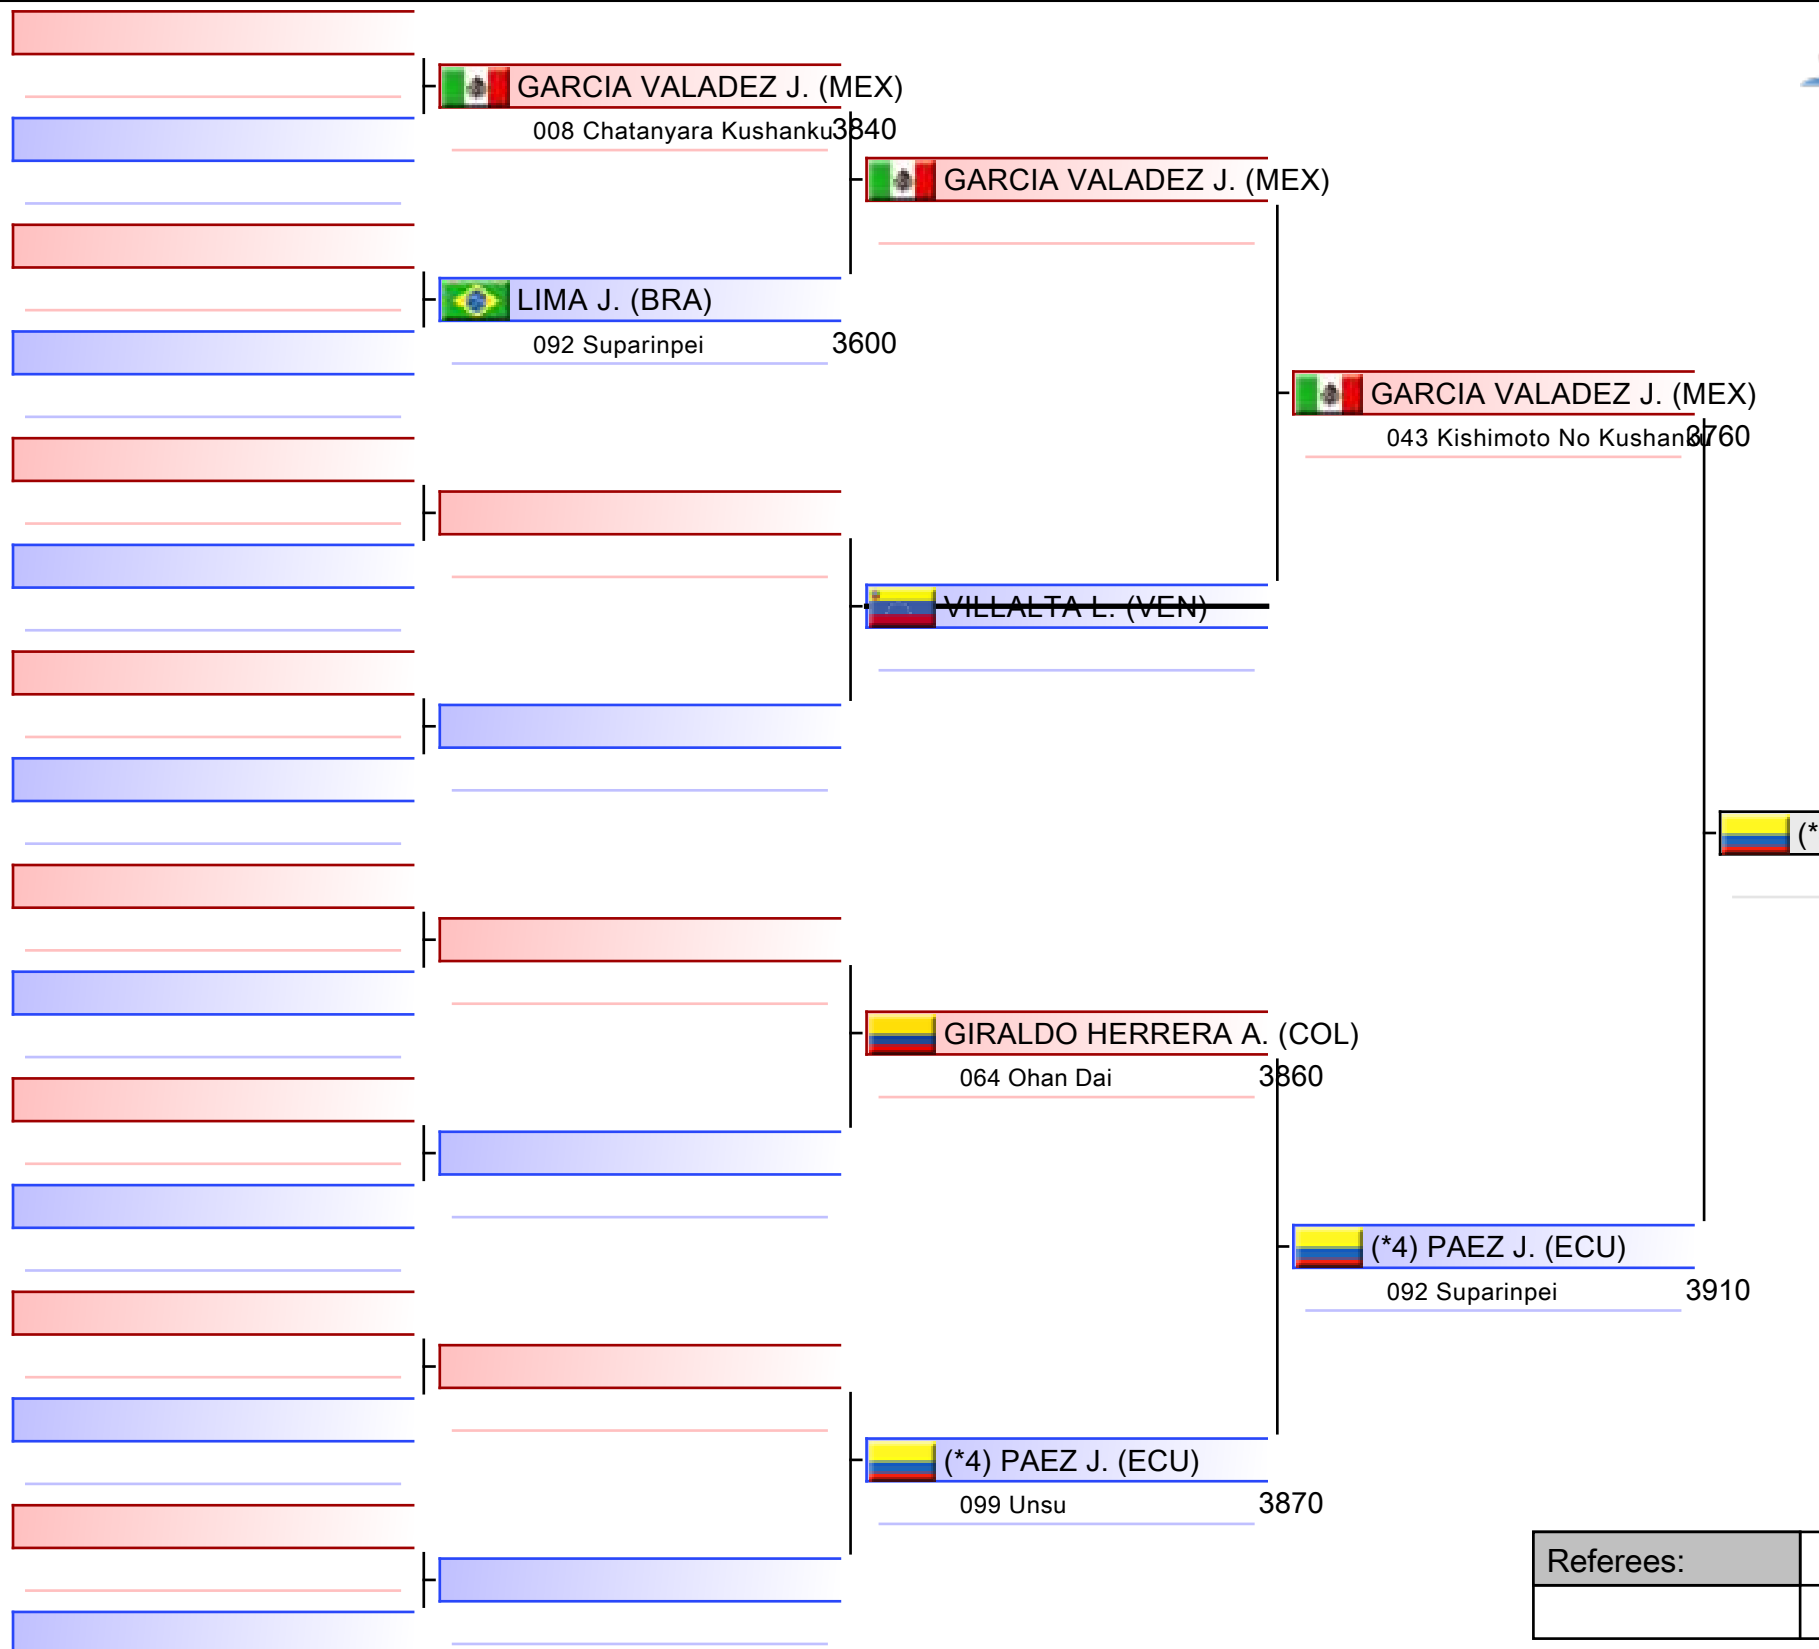 GARCIA VALADEZ J. (MEX)
008 Chatanyara Kushanku 3840
GARCIA VALADEZ J. (MEX)
LIMA J. (BRA)
092 Suparinpei 3600
GARCIA VALADEZ J. (MEX)
043 Kishimoto No Kushanku 3760
VILLALTA L. (VEN)
(*
GIRALDO HERRERA A. (COL)
064 Ohan Dai 3860
(*4) PAEZ J. (ECU)
092 Suparinpei 3910
(*4) PAEZ J. (ECU)
099 Unsu 3870
Referees: